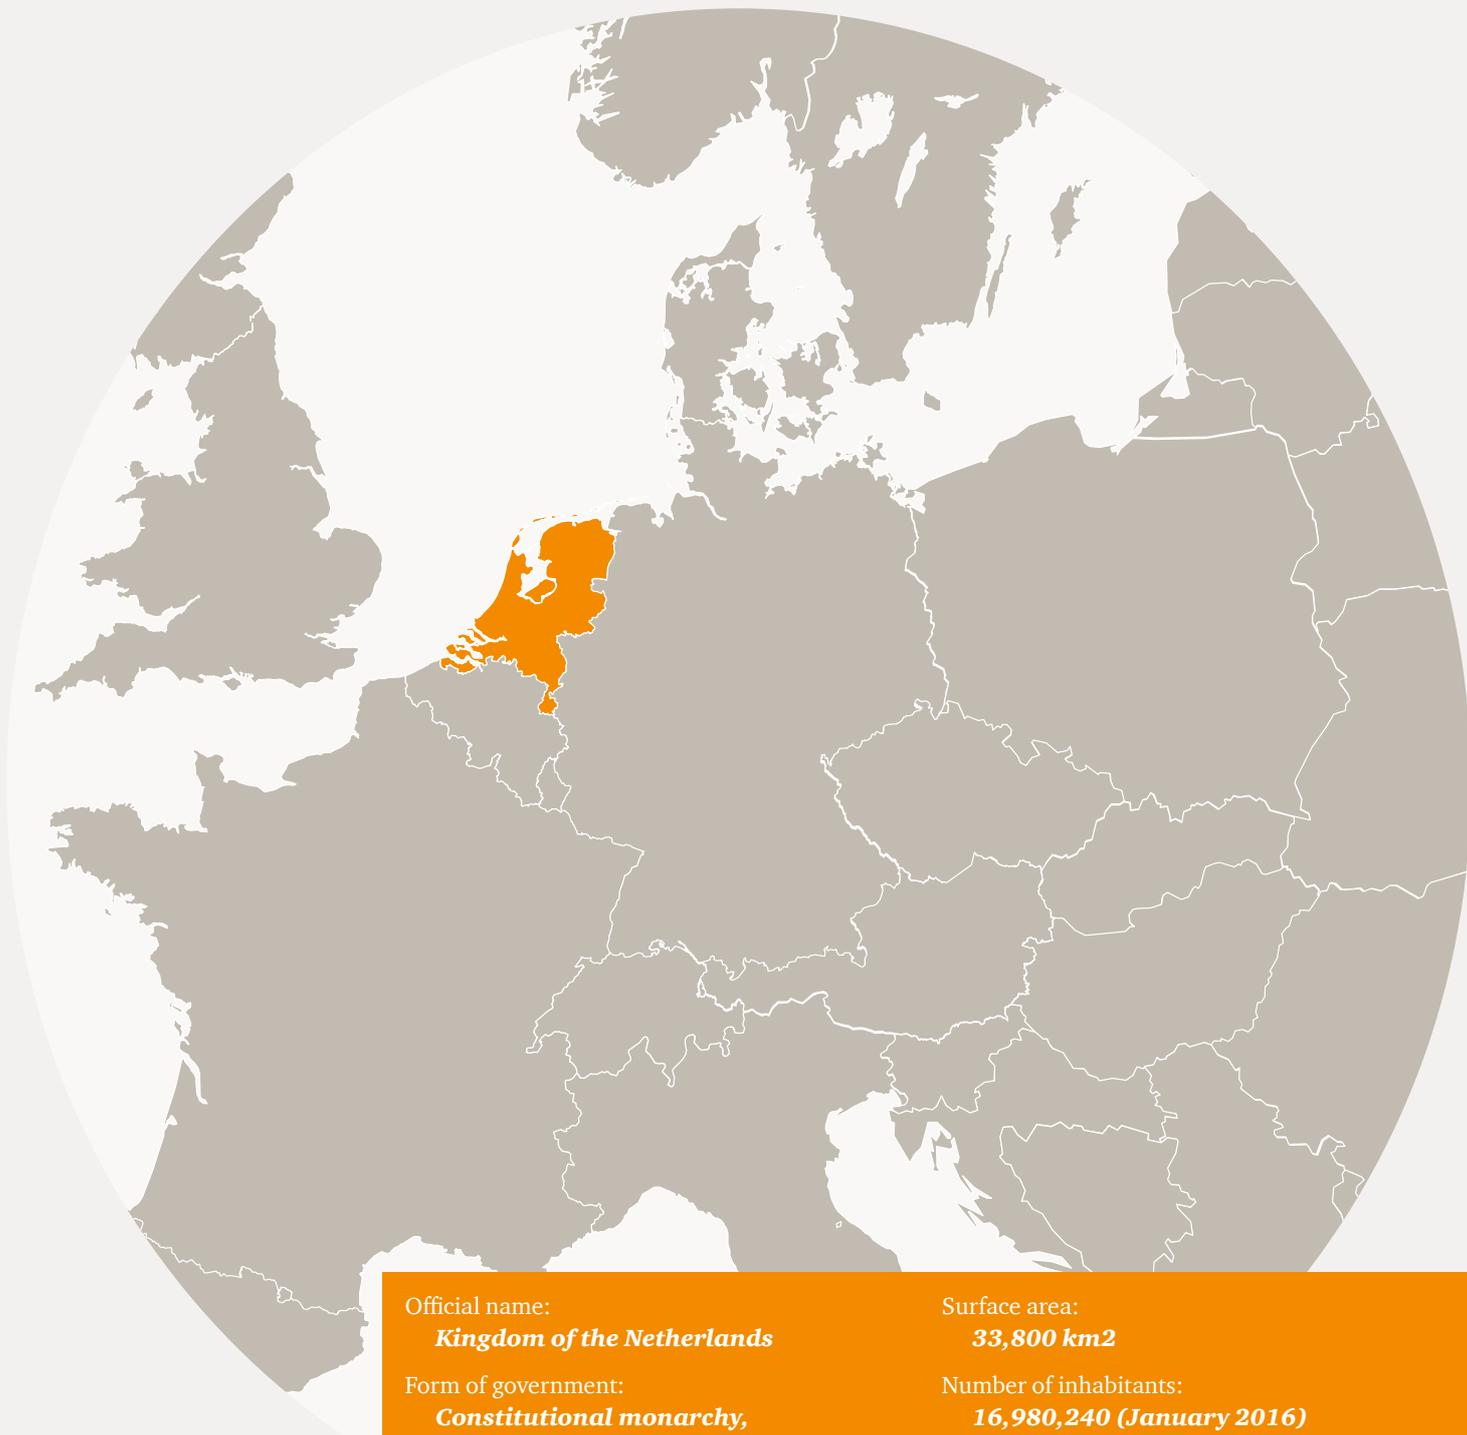 Official name:
Kingdom of the Netherlands
Form of government:
Constitutional monarchy,
Surface area:
33,800 km2
Number of inhabitants:
16,980,240 (January 2016)